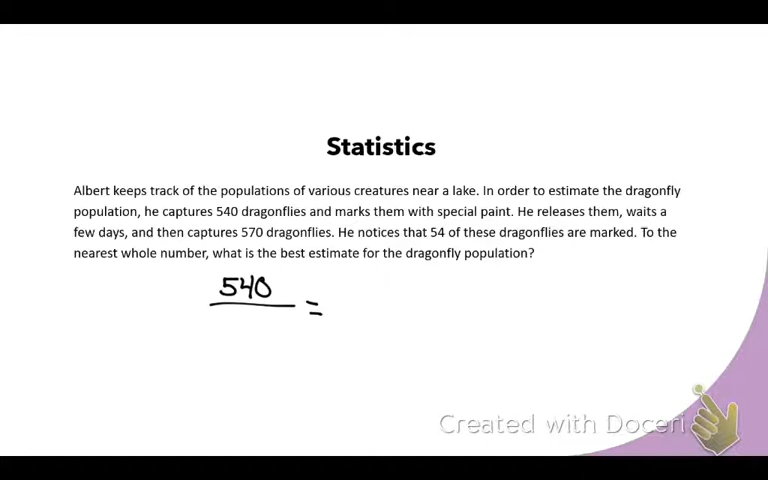 Statistics
Albert keeps track of the populations of various creatures near a lake. In order to estimate the dragonfly
population, he captures 540 dragonflies and marks them with special paint. He releases them, waits a
few days, and then captures 570 dragonflies. He notices that 54 of these dragonflies are marked. To the
nearest whole number, what is the best estimate for the dragonfly population?
540
=
Created with Doceri